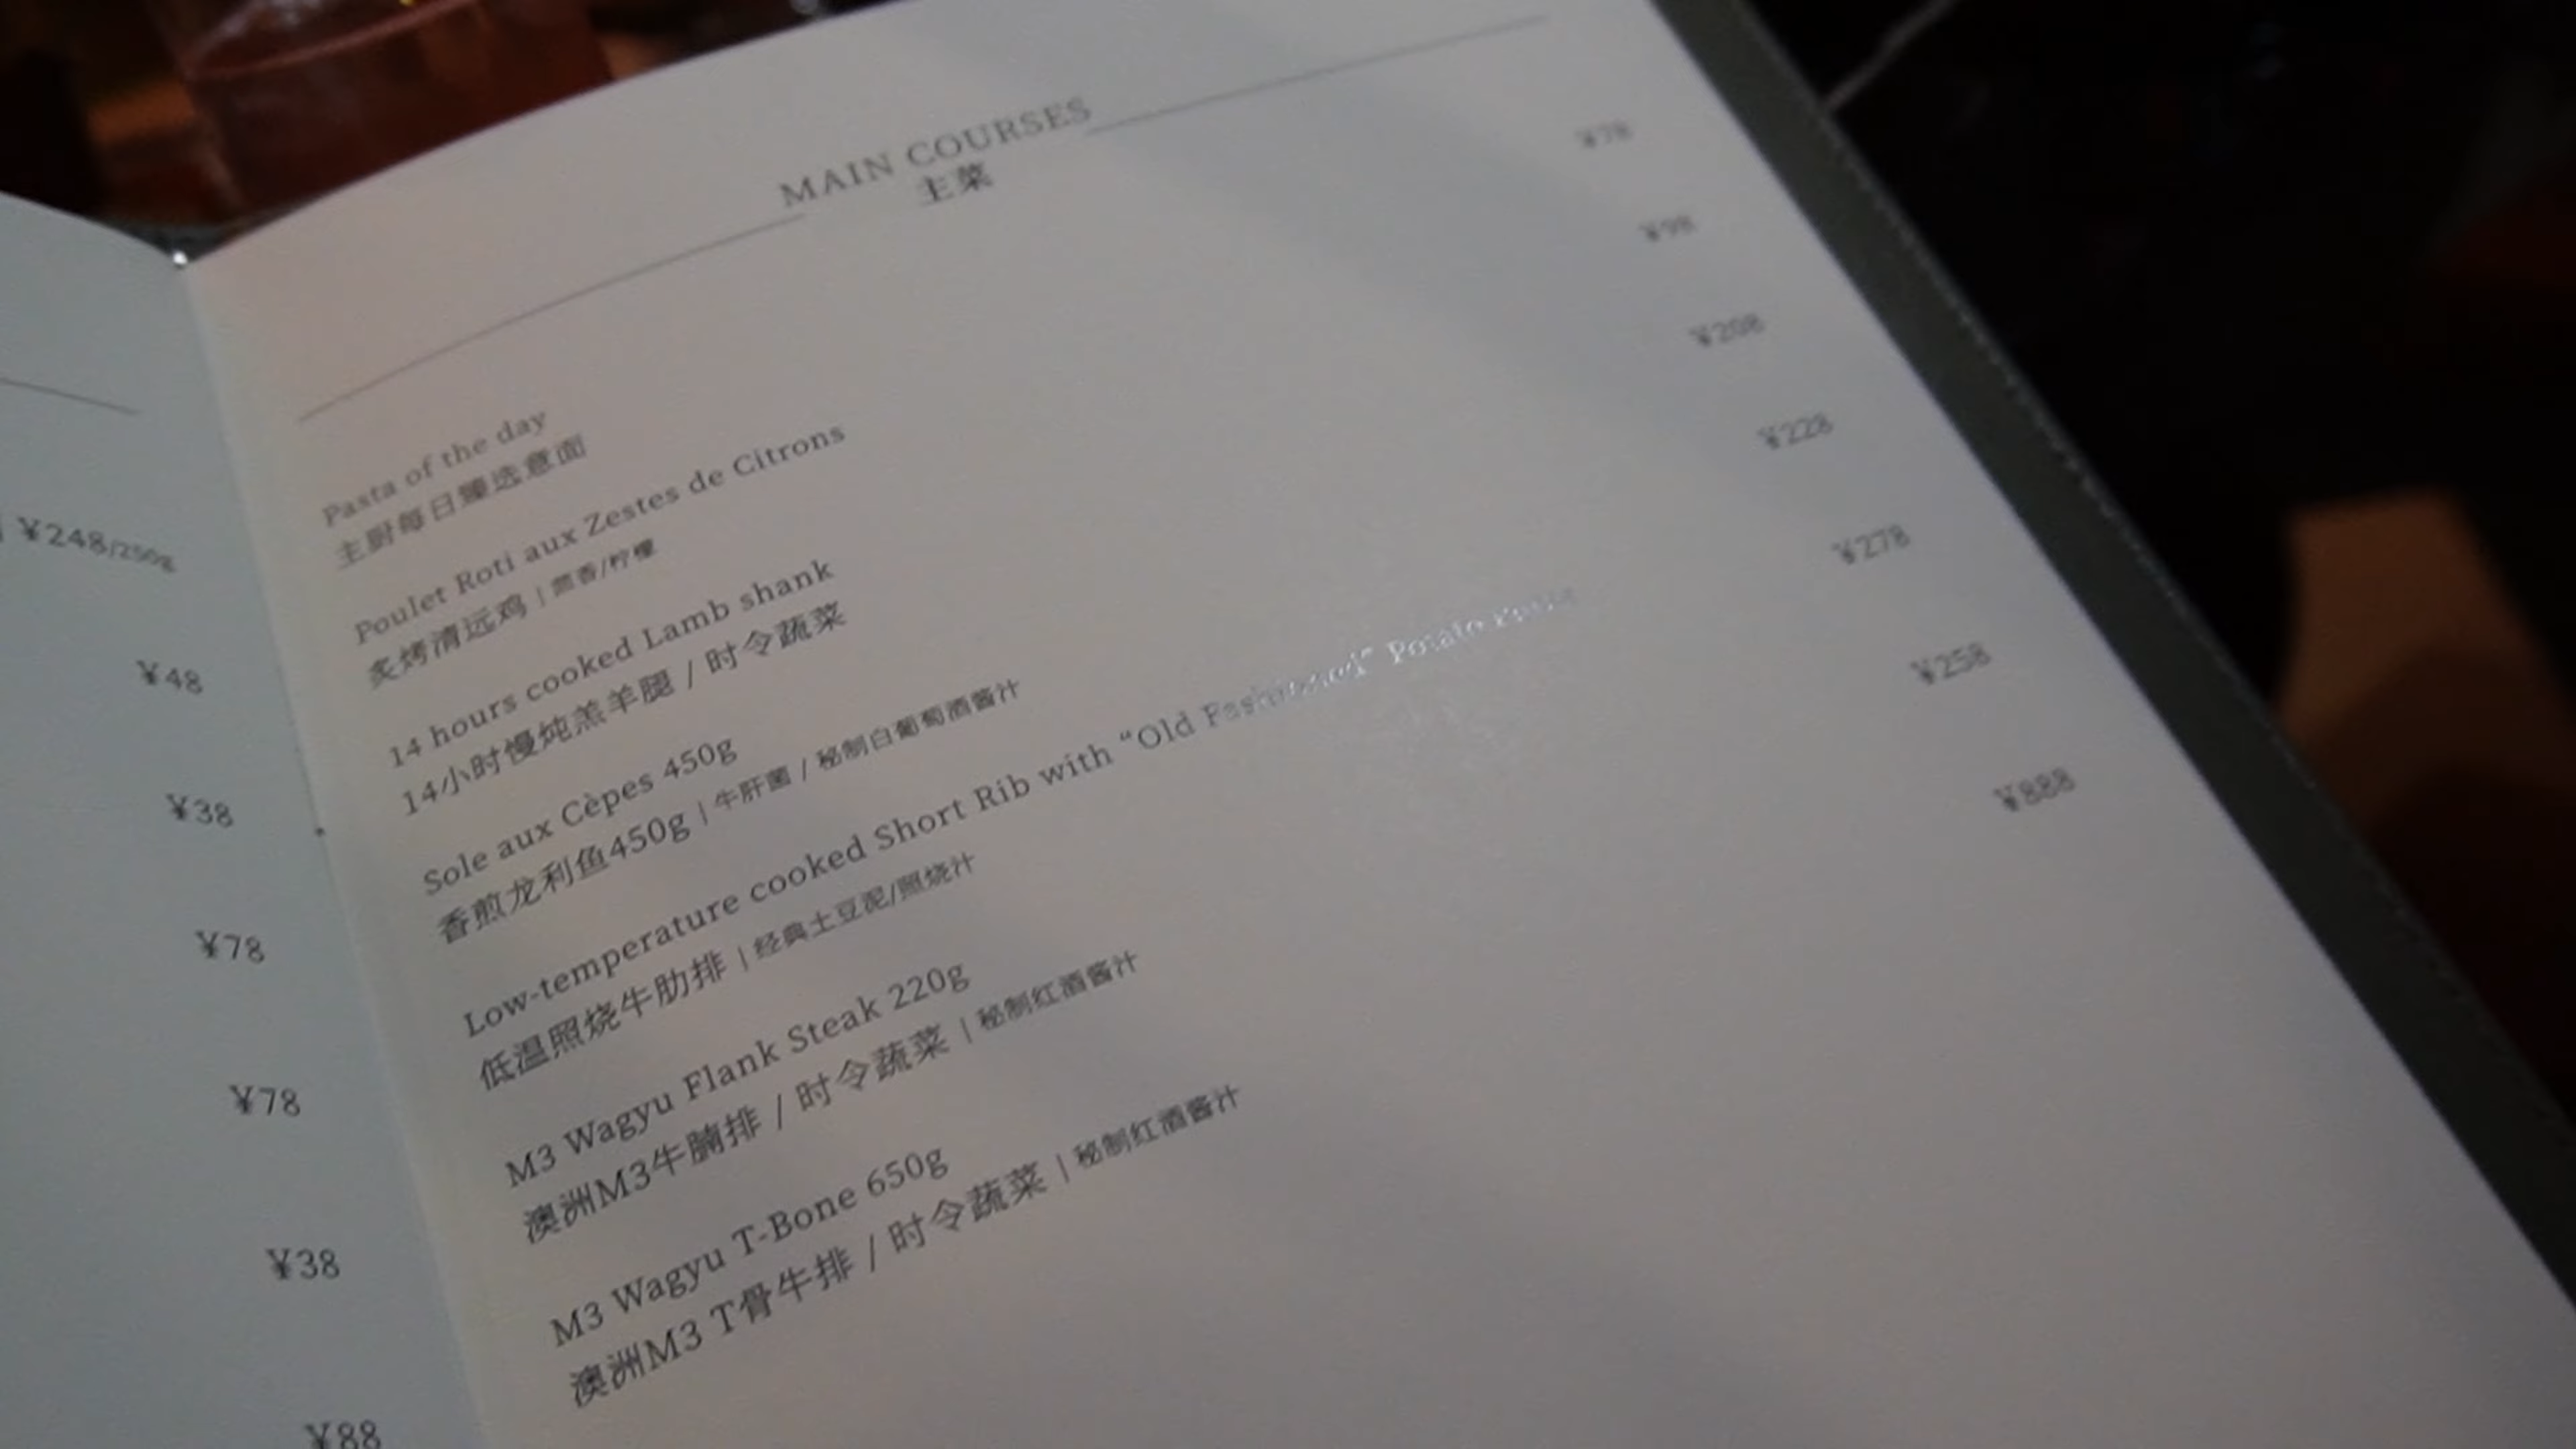 MAIN COURSES
主菜
Pasta of the day
主厨每日臻选意面
¥78
Poulet Roti aux Zestes de Citrons
炙烤清远鸡 | 茴香/柠檬
¥98
14 hours cooked Lamb shank
14小时慢炖羔羊腿 / 时令蔬菜
¥208
Sole aux Cèpes 450g
香煎龙利鱼450g | 牛肝菌 / 秘制白葡萄酒酱汁
¥228
Low-temperature cooked Short Rib with “Old Fashioned” Potato
低温照烧牛肋排 | 经典土豆泥/照烧汁
¥278
M3 Wagyu Flank Steak 220g
澳洲M3牛腩排 / 时令蔬菜 | 秘制红酒酱汁
¥258
M3 Wagyu T-Bone 650g
澳洲M3 T骨牛排 / 时令蔬菜 | 秘制红酒酱汁
¥888
¥248/250g
¥48
¥38
¥78
¥78
¥38
¥88